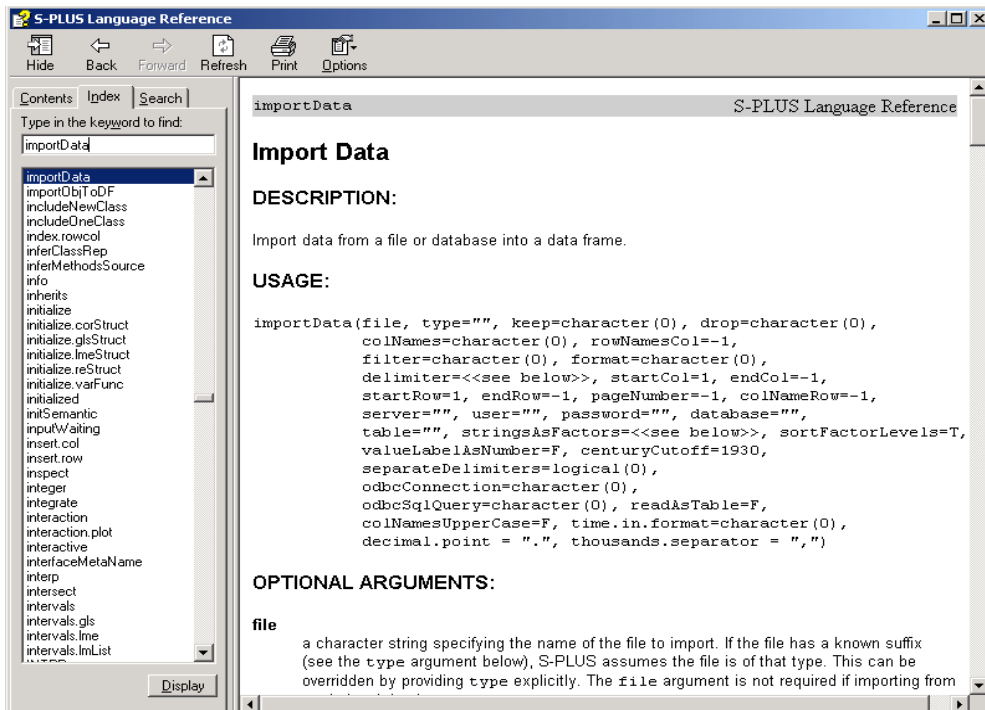 S-PLUS Language Reference
Hide Back Forward Refresh Print Options
Contents Index Search
Type in the keyword to find:
importData
importData
importObjToDF
includeNewClass
includeOneClass
index.rowcol
inferClassRep
inferMethodsSource
info
inherits
initialize
initialize.corStruct
initialize.glsStruct
initialize.lmeStruct
initialize.reStruct
initialize.varFunc
initialized
initSemantic
inputWaiting
insert.col
insert.row
inspect
integer
integrate
interaction
interaction.plot
interactive
interfaceMetaName
interp
intersect
intervals
intervals.gls
intervals.lme
intervals.lmList
Display
importData S-PLUS Language Reference
Import Data
DESCRIPTION:
Import data from a file or database into a data frame.
USAGE:
importData(file, type="", keep=character(0), drop=character(0),
colNames=character(0), rowNamesCol=-1,
filter=character(0), format=character(0),
delimiter=<<see below>>, startCol=1, endCol=-1,
startRow=1, endRow=-1, pageNumber=-1, colNameRow=-1,
server="", user="", password="", database="",
table="", stringsAsFactors=<<see below>>, sortFactorLevels=T,
valueLabelAsNumber=F, centuryCutoff=1930,
separateDelimiters=logical(0),
odbcConnection=character(0),
odbcSqlQuery=character(0), readAsTable=F,
colNamesUpperCase=F, time.in.format=character(0),
decimal.point = ".", thousands.separator = ",")
OPTIONAL ARGUMENTS:
file
a character string specifying the name of the file to import. If the file has a known suffix
(see the type argument below), S-PLUS assumes the file is of that type. This can be
overridden by providing type explicitly. The file argument is not required if importing from